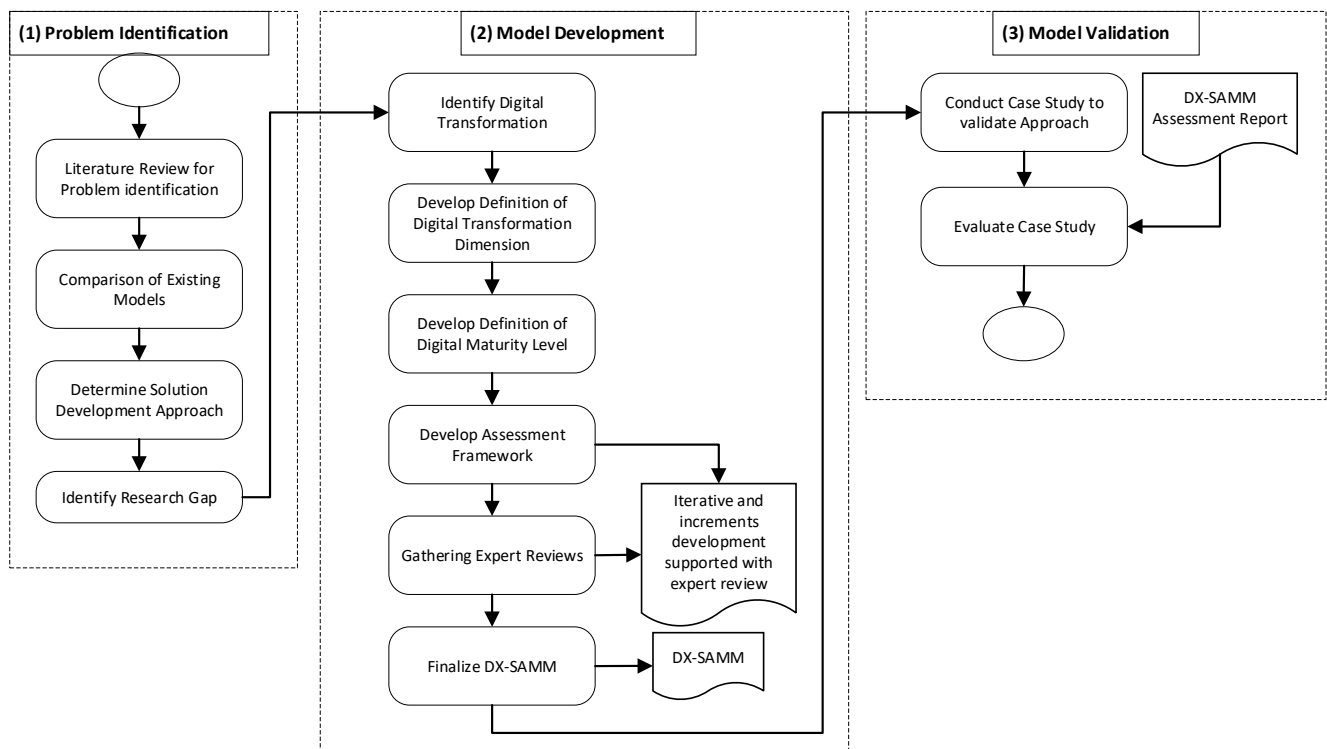 (1) Problem Identification
Literature Review for
Problem identification
Comparison of Existing
Models
Determine Solution
Development Approach
Identify Research Gap
(2) Model Development
Identify Digital
Transformation
Develop Definition of
Digital Transformation
Dimension
Develop Definition of
Digital Maturity Level
Develop Assessment
Framework
Gathering Expert Reviews
Iterative and
increments
development
supported with
expert review
Finalize DX-SAMM
DX-SAMM
(3) Model Validation
Conduct Case Study to
validate Approach
DX-SAMM
Assessment Report
Evaluate Case Study